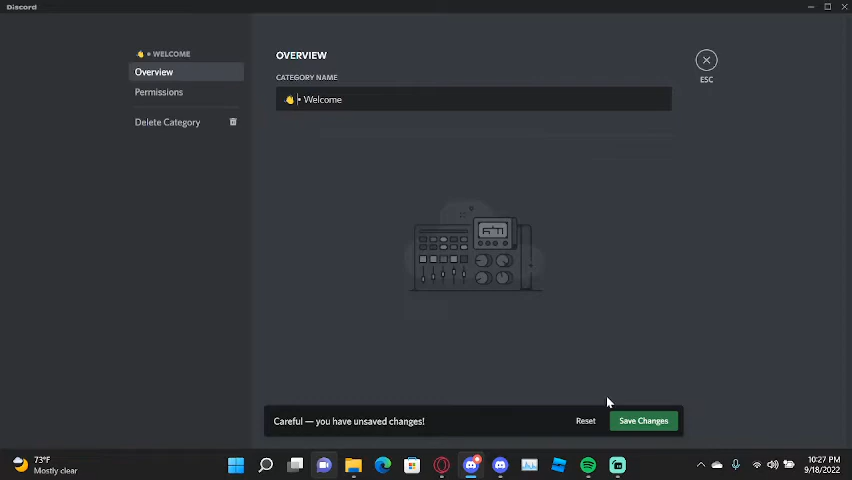 Discord
👋 • WELCOME
Overview
Permissions
Delete Category
OVERVIEW
CATEGORY NAME
👋 • Welcome
ESC
Careful — you have unsaved changes!
Reset
Save Changes
73°F
Mostly clear
10:27 PM
9/18/2022